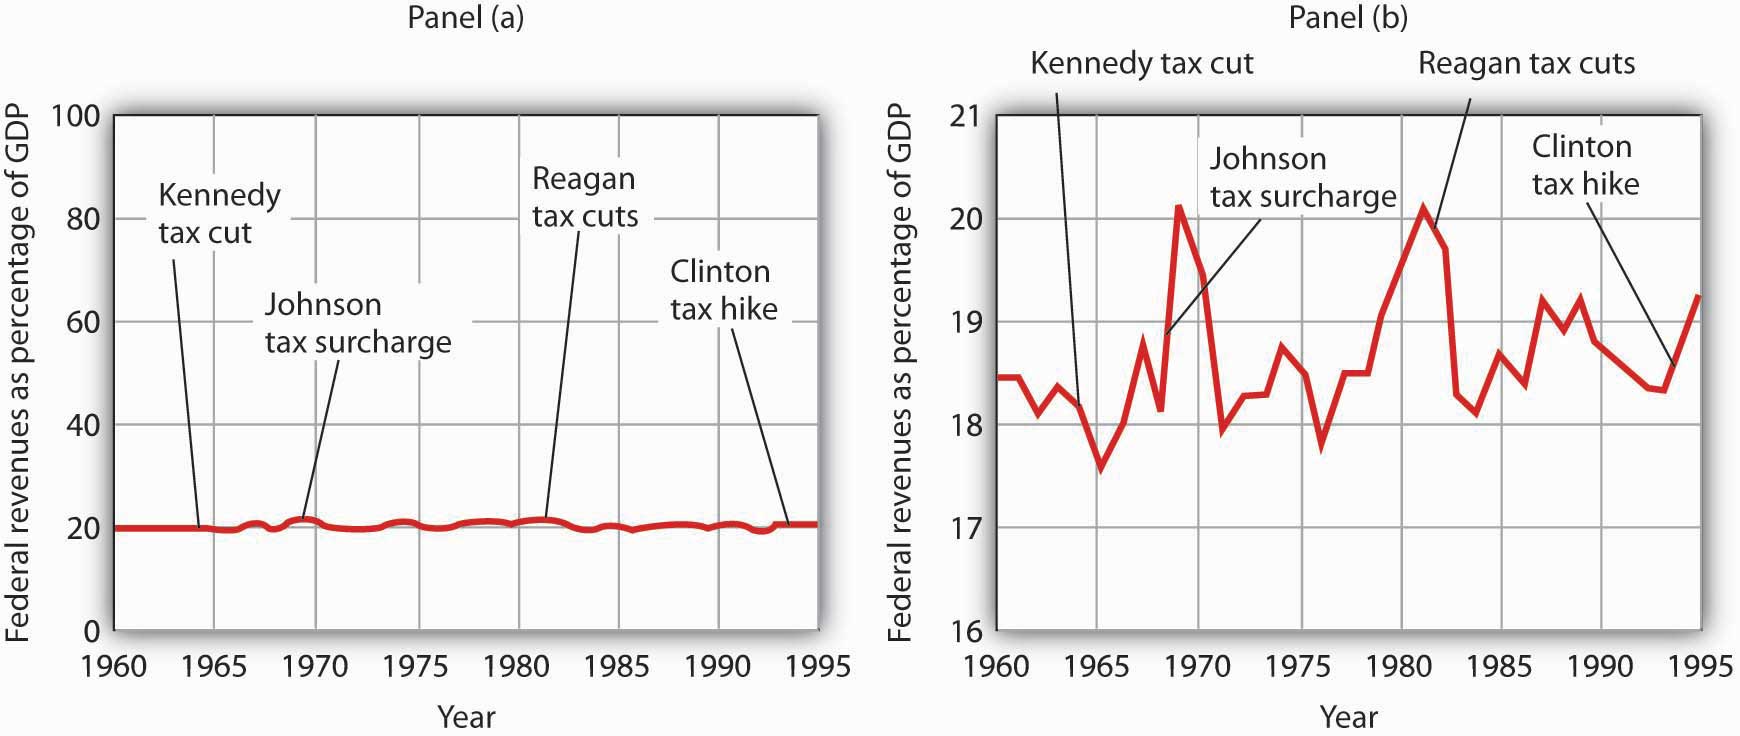 Panel (a)
Federal revenues as percentage of GDP
100
80
60
40
20
0
Kennedy
tax cut
Johnson
tax surcharge
Reagan
tax cuts
Clinton
tax hike
1960 1965 1970 1975 1980 1985 1990 1995
Year
Panel (b)
Kennedy tax cut
Reagan tax cuts
Federal revenues as percentage of GDP
21
20
19
18
17
16
Johnson
tax surcharge
Clinton
tax hike
1960 1965 1970 1975 1980 1985 1990 1995
Year